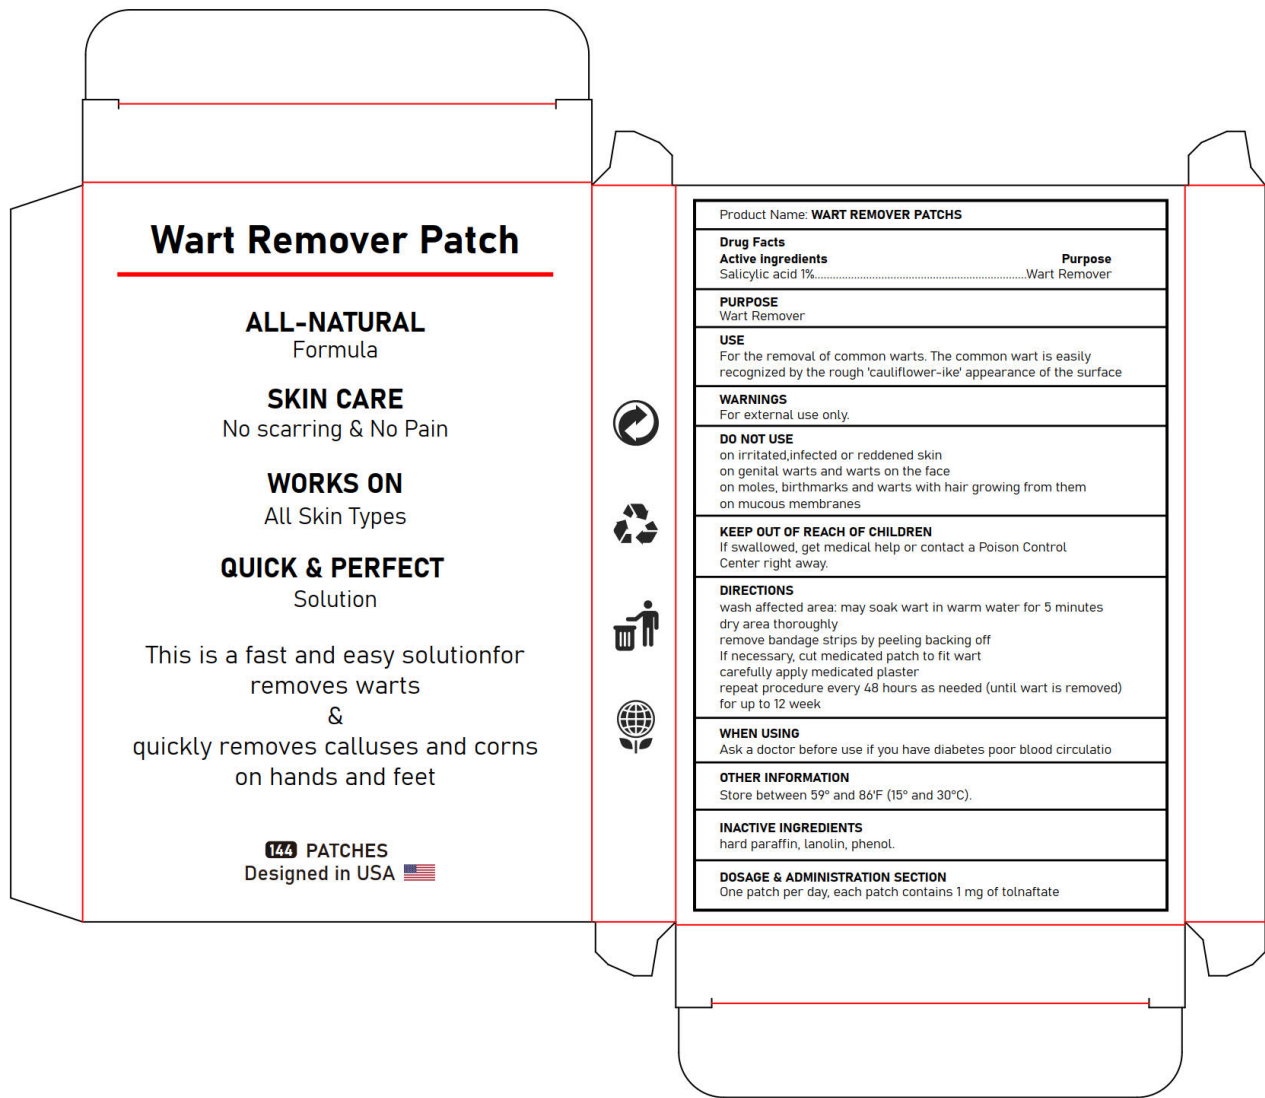 Wart Remover Patch
ALL-NATURAL
Formula
SKIN CARE
No scarring & No Pain
WORKS ON
All Skin Types
QUICK & PERFECT
Solution
This is a fast and easy solutionfor
removes warts
&
quickly removes calluses and corns
on hands and feet
144 PATCHES
Designed in USA
Product Name: WART REMOVER PATCHS
Drug Facts
Active ingredients Purpose
Salicylic acid 1%......................................................................Wart Remover
PURPOSE
Wart Remover
USE
For the removal of common warts. The common wart is easily
recognized by the rough 'cauliflower-ike' appearance of the surface
WARNINGS
For external use only.
DO NOT USE
on irritated,infected or reddened skin
on genital warts and warts on the face
on moles, birthmarks and warts with hair growing from them
on mucous membranes
KEEP OUT OF REACH OF CHILDREN
If swallowed, get medical help or contact a Poison Control
Center right away.
DIRECTIONS
wash affected area: may soak wart in warm water for 5 minutes
dry area thoroughly
remove bandage strips by peeling backing off
If necessary, cut medicated patch to fit wart
carefully apply medicated plaster
repeat procedure every 48 hours as needed (until wart is removed)
for up to 12 week
WHEN USING
Ask a doctor before use if you have diabetes poor blood circulatio
OTHER INFORMATION
Store between 59° and 86'F (15° and 30°C).
INACTIVE INGREDIENTS
hard paraffin, lanolin, phenol.
DOSAGE & ADMINISTRATION SECTION
One patch per day, each patch contains 1 mg of tolnaftate